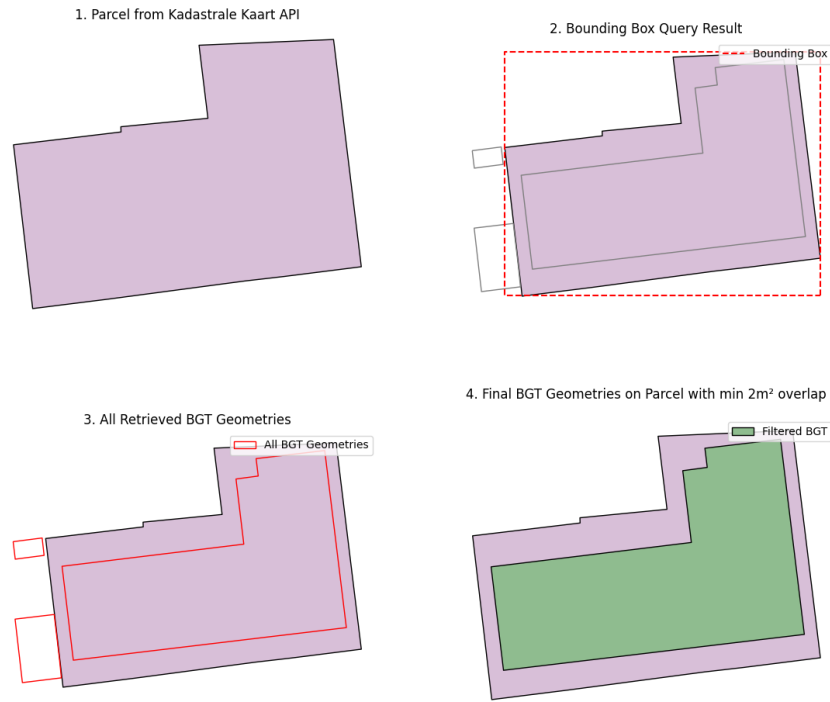 1. Parcel from Kadastrale Kaart API
2. Bounding Box Query Result
Bounding Box
3. All Retrieved BGT Geometries
All BGT Geometries
4. Final BGT Geometries on Parcel with min 2m² overlap
Filtered BGT